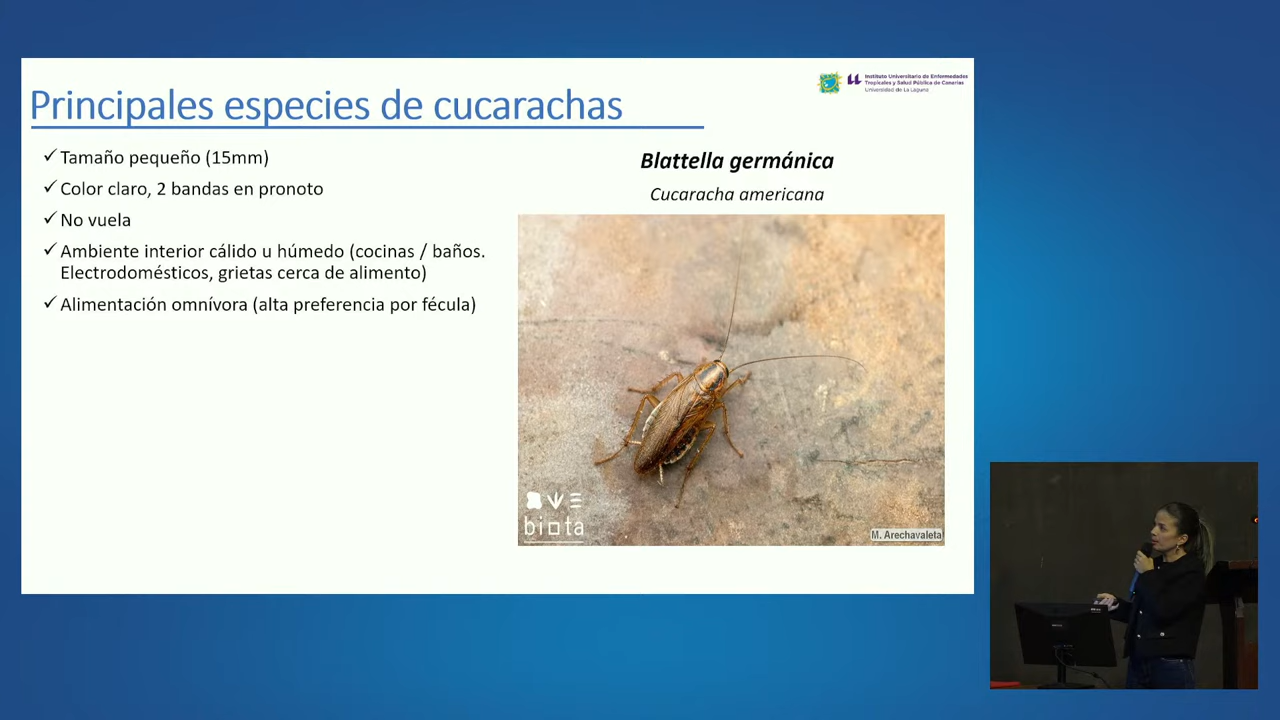 Instituto Universitario de Enfermedades
Tropicales y Salud Pública de Canarias
Universidad de La Laguna
Principales especies de cucarachas
✓ Tamaño pequeño (15mm)
✓ Color claro, 2 bandas en pronoto
✓ No vuela
✓ Ambiente interior cálido u húmedo (cocinas / baños.
Electrodomésticos, grietas cerca de alimento)
✓ Alimentación omnívora (alta preferencia por fécula)
Blattella germánica
Cucaracha americana
biota
M. Arechavaleta